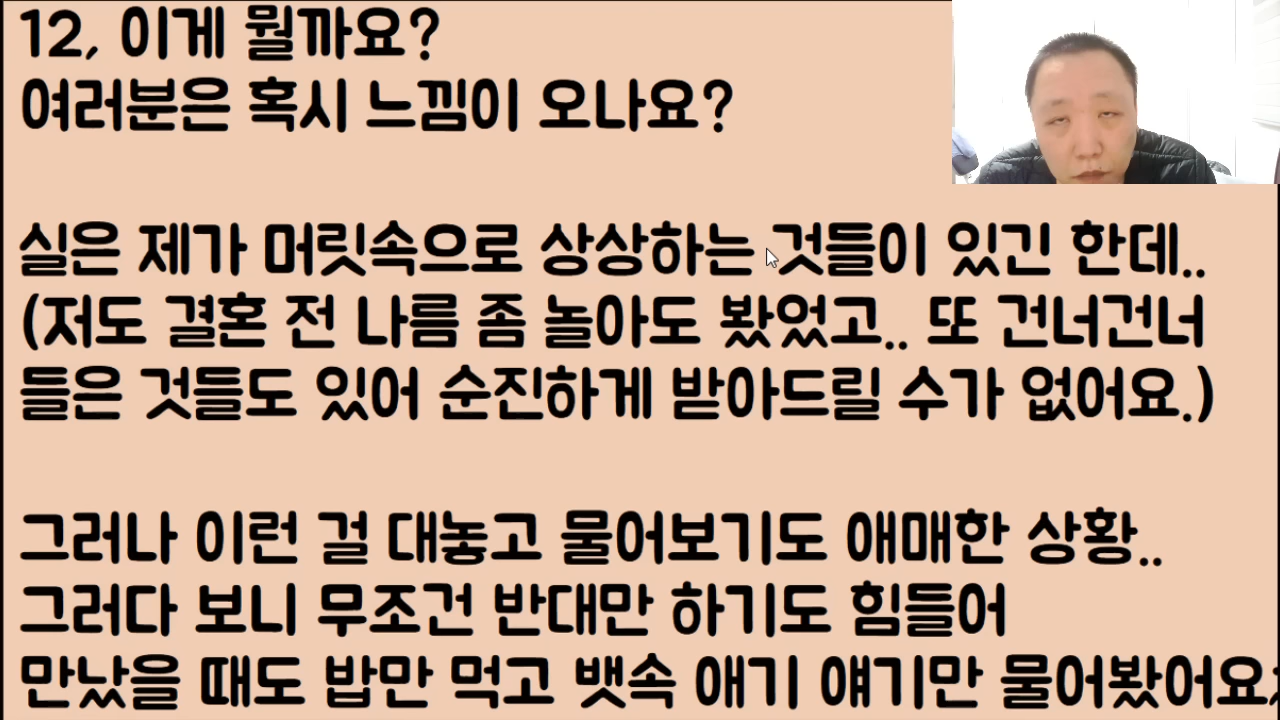 12, 이게 뭘까요?
여러분은 혹시 느낌이 오나요?
실은 제가 머릿속으로 상상하는 것들이 있긴 한데..
(저도 결혼 전 나름 좀 놀아도 봤었고.. 또 건너건너
들은 것들도 있어 순진하게 받아드릴 수가 없어요.)
그러나 이런 걸 대놓고 물어보기도 애매한 상황..
그러다 보니 무조건 반대만 하기도 힘들어
만났을 때도 밥만 먹고 뱃속 애기 얘기만 물어봤어요